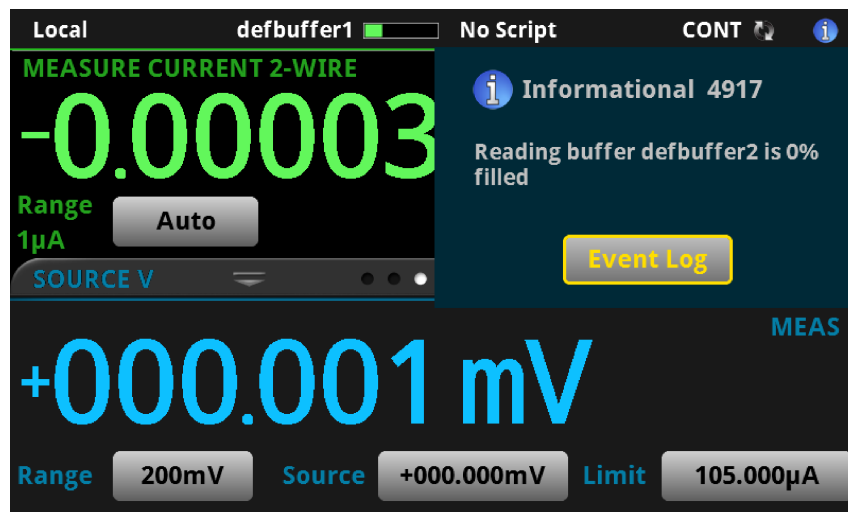 Local defbuffer1 No Script CONT
MEASURE CURRENT 2-WIRE
-0.00003
Range
1µA
Auto
Informational 4917
Reading buffer defbuffer2 is 0%
filled
Event Log
SOURCE V
MEAS
+000.001 mV
Range 200mV Source +000.000mV Limit 105.000µA